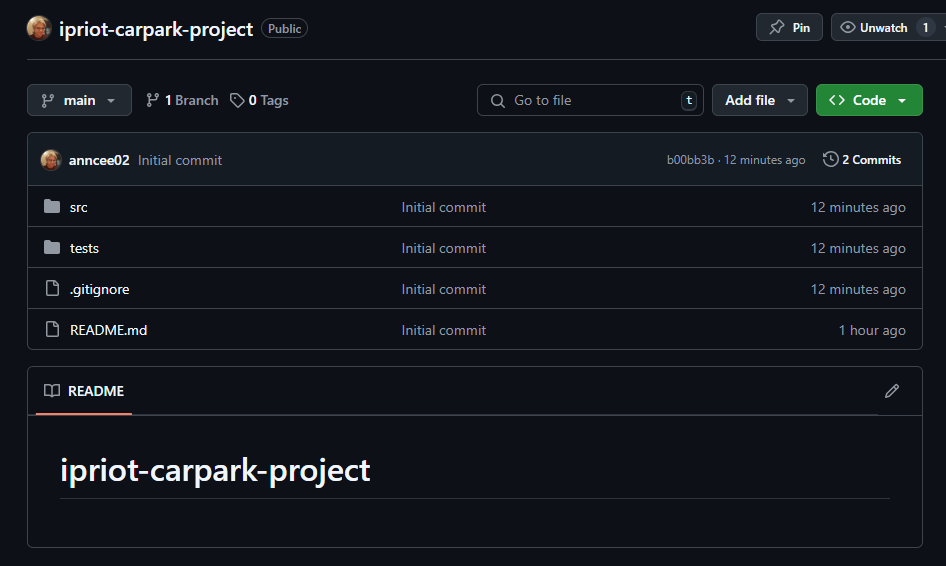 ipriot-carpark-project Public Pin Unwatch 1
main 1 Branch 0 Tags Go to file t Add file <> Code
anncee02 Initial commit b00bb3b · 12 minutes ago 2 Commits
src Initial commit 12 minutes ago
tests Initial commit 12 minutes ago
.gitignore Initial commit 12 minutes ago
README.md Initial commit 1 hour ago
README
ipriot-carpark-project